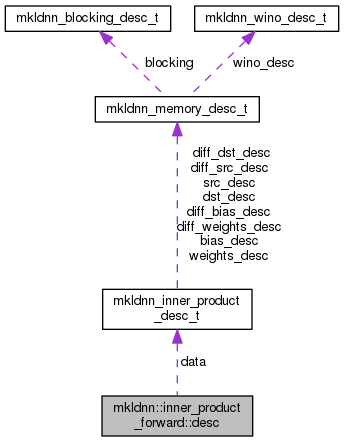 mkldnn_blocking_desc_t
mkldnn_wino_desc_t
blocking
wino_desc
mkldnn_memory_desc_t
diff_dst_desc
diff_src_desc
src_desc
dst_desc
diff_bias_desc
diff_weights_desc
bias_desc
weights_desc
mkldnn_inner_product
_desc_t
data
mkldnn::inner_product
_forward::desc